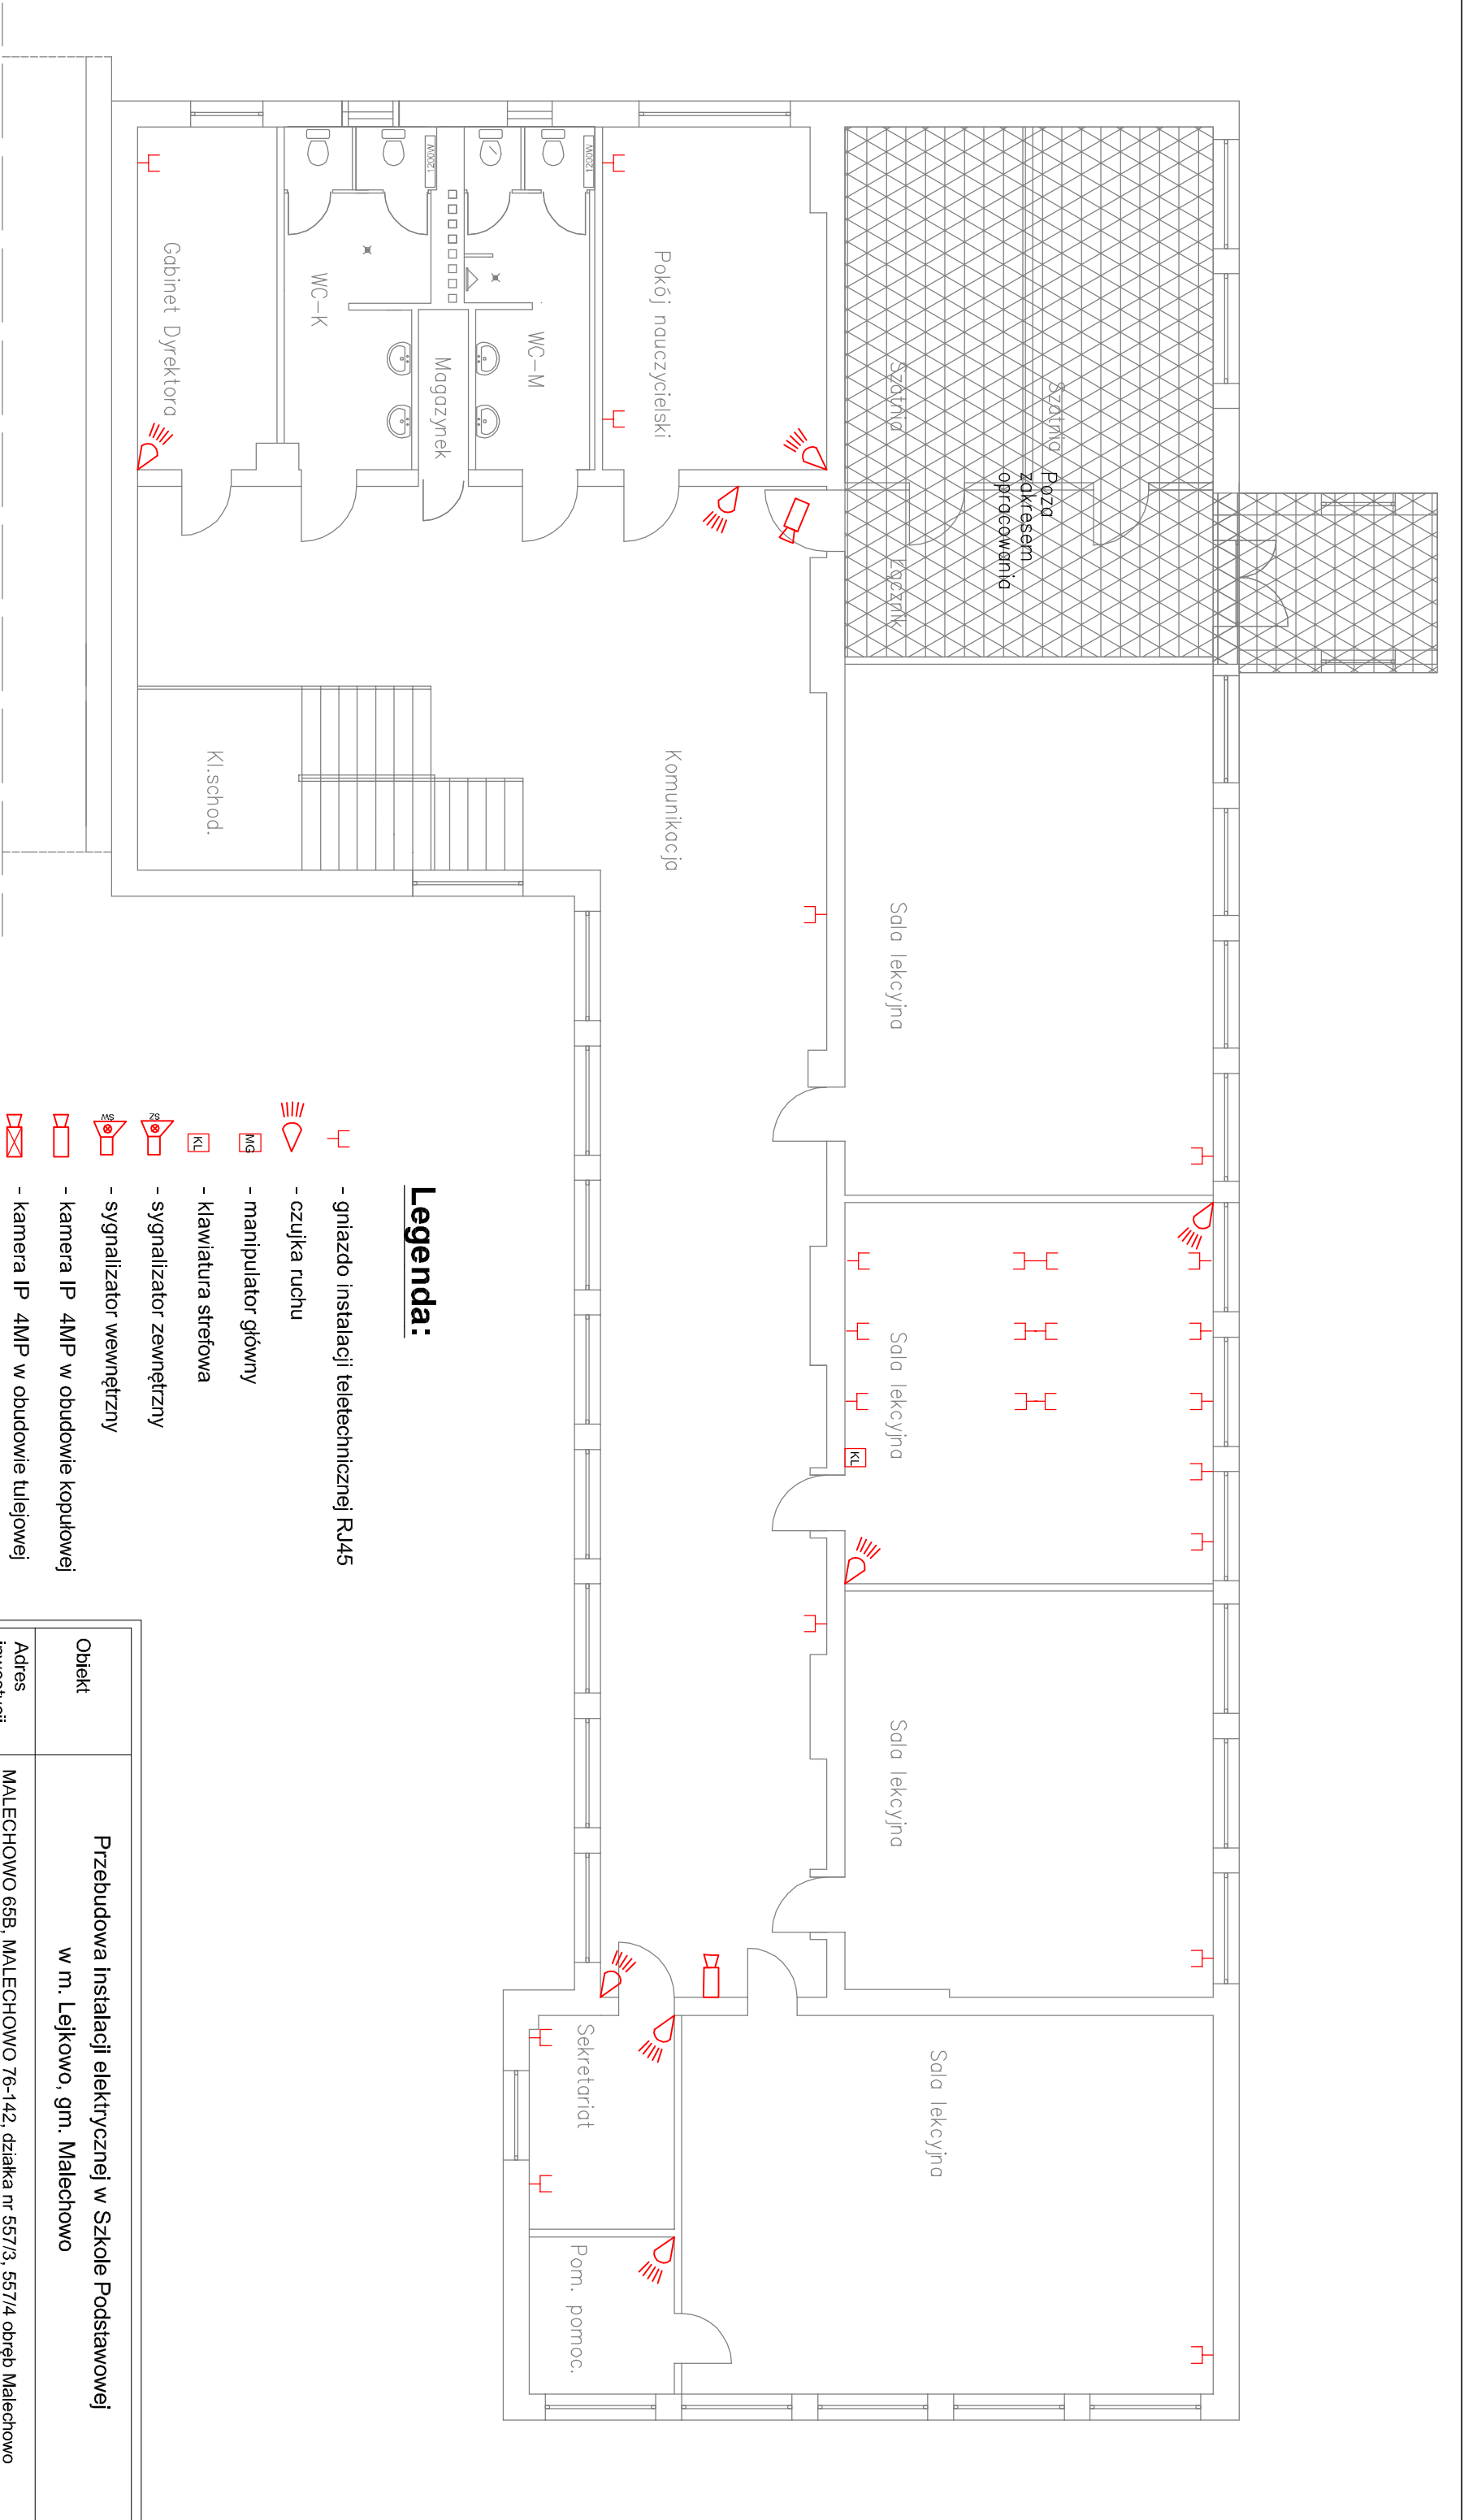 Szatnia
Szatnia
Poza
zakresem
opracowania
Łącznik
Sala lekcyjna
Sala lekcyjna
Sala lekcyjna
Sala lekcyjna
KL
Pokój nauczycielski
Komunikacja
1200W
WC-M
Magazynek
1200W
WC-K
Gabinet Dyrektora
Kl.schod.
Sekretariat
Pom. pomoc.
Legenda:
- gniazdo instalacji teletechnicznej RJ45
- czujka ruchu
MG - manipulator główny
KL - klawiatura strefowa
SZ - sygnalizator zewnętrzny
SW - sygnalizator wewnętrzny
- kamera IP 4MP w obudowie kopułowej
- kamera IP 4MP w obudowie tulejowej
Obiekt
Przebudowa instalacji elektrycznej w Szkole Podstawowej
w m. Lejkowo, gm. Malechowo
Adres
MALECHOWO 65B, MALECHOWO 76-142, działka nr 557/3, 557/4 obręb Malechowo